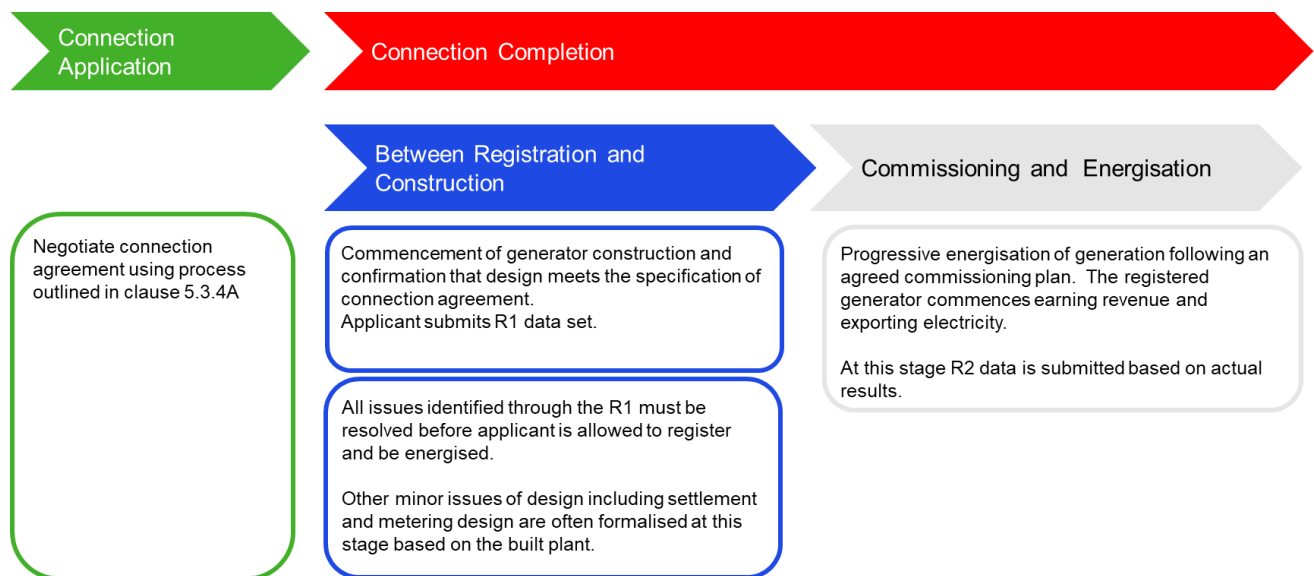 Connection
Application
Connection Completion
Between Registration and
Construction
Commissioning and Energisation
Negotiate connection
agreement using process
outlined in clause 5.3.4A
Commencement of generator construction and
confirmation that design meets the specification of
connection agreement.
Applicant submits R1 data set.
All issues identified through the R1 must be
resolved before applicant is allowed to register
and be energised.
Other minor issues of design including settlement
and metering design are often formalised at this
stage based on the built plant.
Progressive energisation of generation following an
agreed commissioning plan. The registered
generator commences earning revenue and
exporting electricity.
At this stage R2 data is submitted based on actual
results.